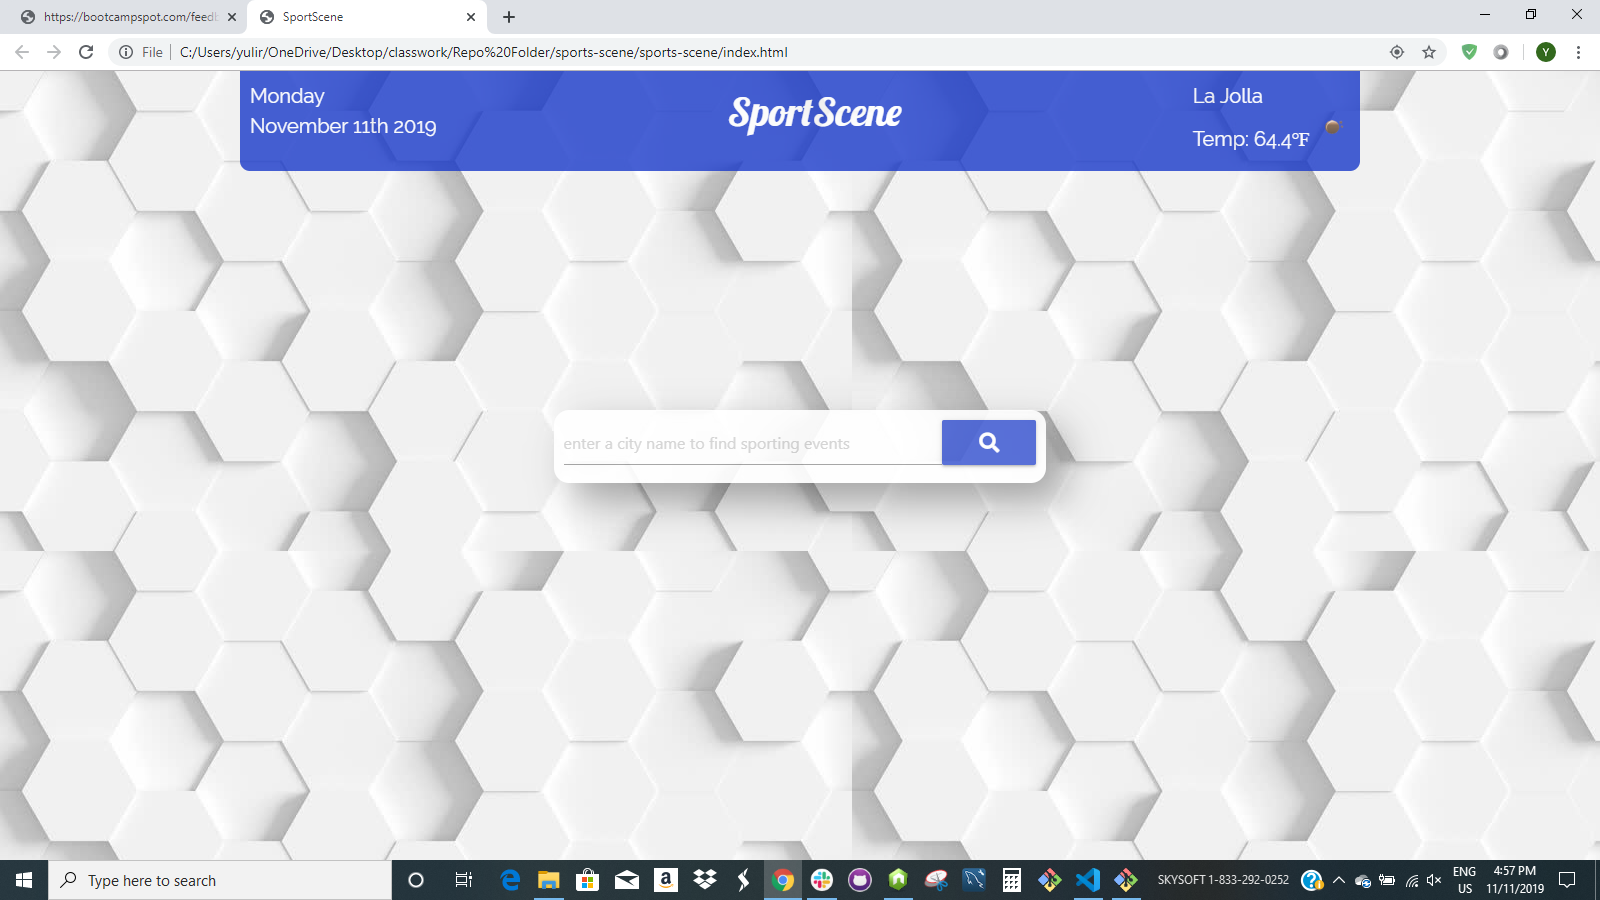 https://bootcampspot.com/feedb
SportScene
File
C:/Users/yulir/OneDrive/Desktop/classwork/Repo%20Folder/sports-scene/sports-scene/index.html
Y
Monday
November 11th 2019
SportScene
La Jolla
Temp: 64.4°F
enter a city name to find sporting events
Type here to search
SKYSOFT 1-833-292-0252
ENG
US
4:57 PM
11/11/2019